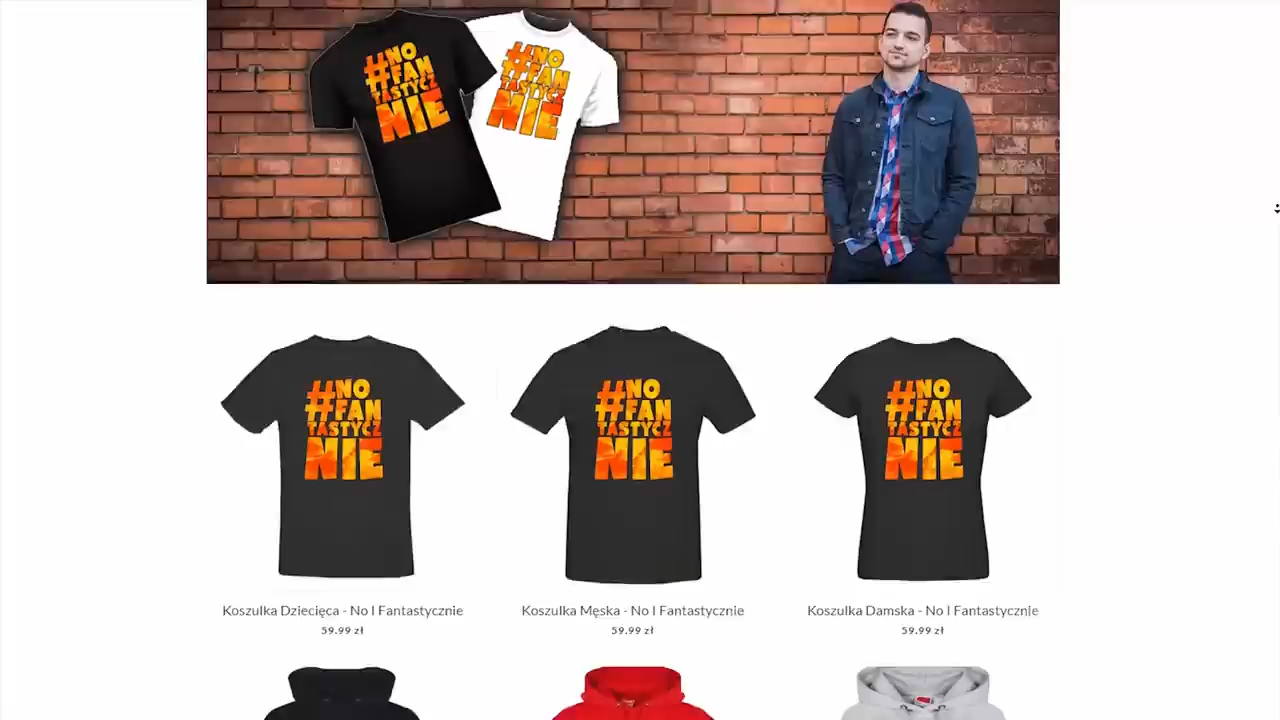 #NO
FAN
TASTYCZ
NIE
#NO
FAN
TASTYCZ
NIE
#NO
FAN
TASTYCZ
NIE
#NO
FAN
TASTYCZ
NIE
#NO
FAN
TASTYCZ
NIE
Koszulka Dziecięca - No I Fantastycznie
Koszulka Męska - No I Fantastycznie
Koszulka Damska - No I Fantastycznie
59.99 zł
59.99 zł
59.99 zł